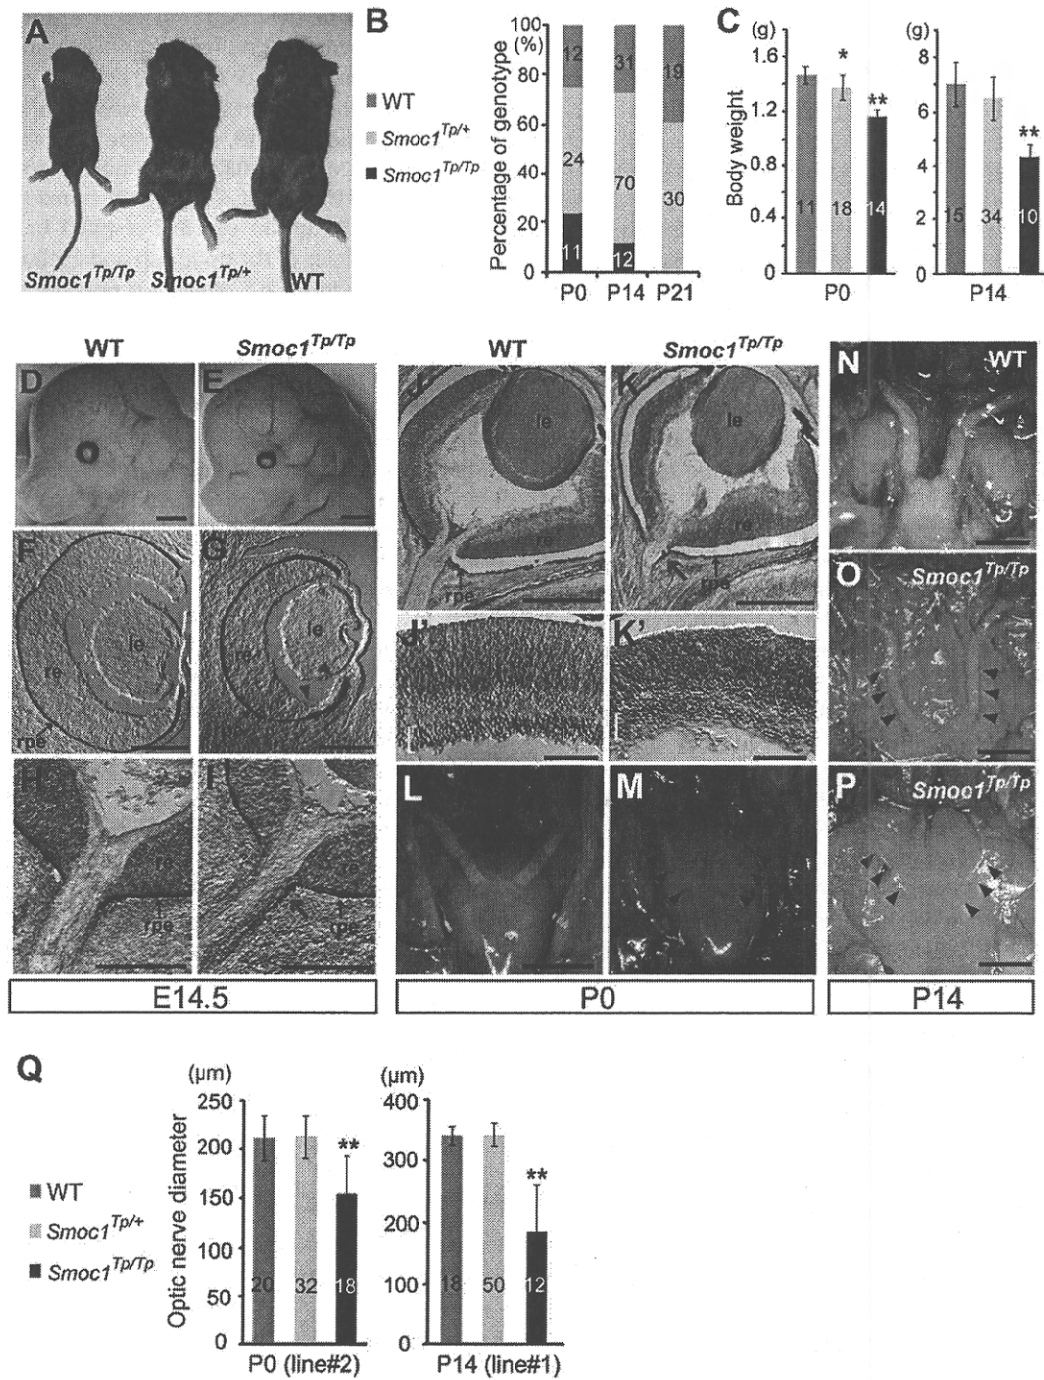 A
Smoc1Tp/Tp
Smoc1Tp/+
WT
B
WT
Smoc1Tp/+
Smoc1Tp/Tp
Percentage of genotype
(%)
100
80
60
40
20
0
12
24
11
31
70
12
19
30
P0
P14
P21
C
Body weight
(g)
1.6
1.2
0.8
0.4
0
*
**
11
18
14
P0
(g)
8
6
4
2
0
**
15
34
10
P14
WT
Smoc1Tp/Tp
WT
Smoc1Tp/Tp
D
E
F
re
le
rpe
G
re
le
H
re
rpe
I
re
rpe
J
le
re
rpe
K
le
re
rpe
J'
K'
L
M
N
WT
O
Smoc1Tp/Tp
P
Smoc1Tp/Tp
E14.5
P0
P14
Q
WT
Smoc1Tp/+
Smoc1Tp/Tp
Optic nerve diameter
(μm)
250
200
150
100
50
0
**
20
32
18
P0 (line#2)
(μm)
400
300
200
100
0
**
18
50
12
P14 (line#1)